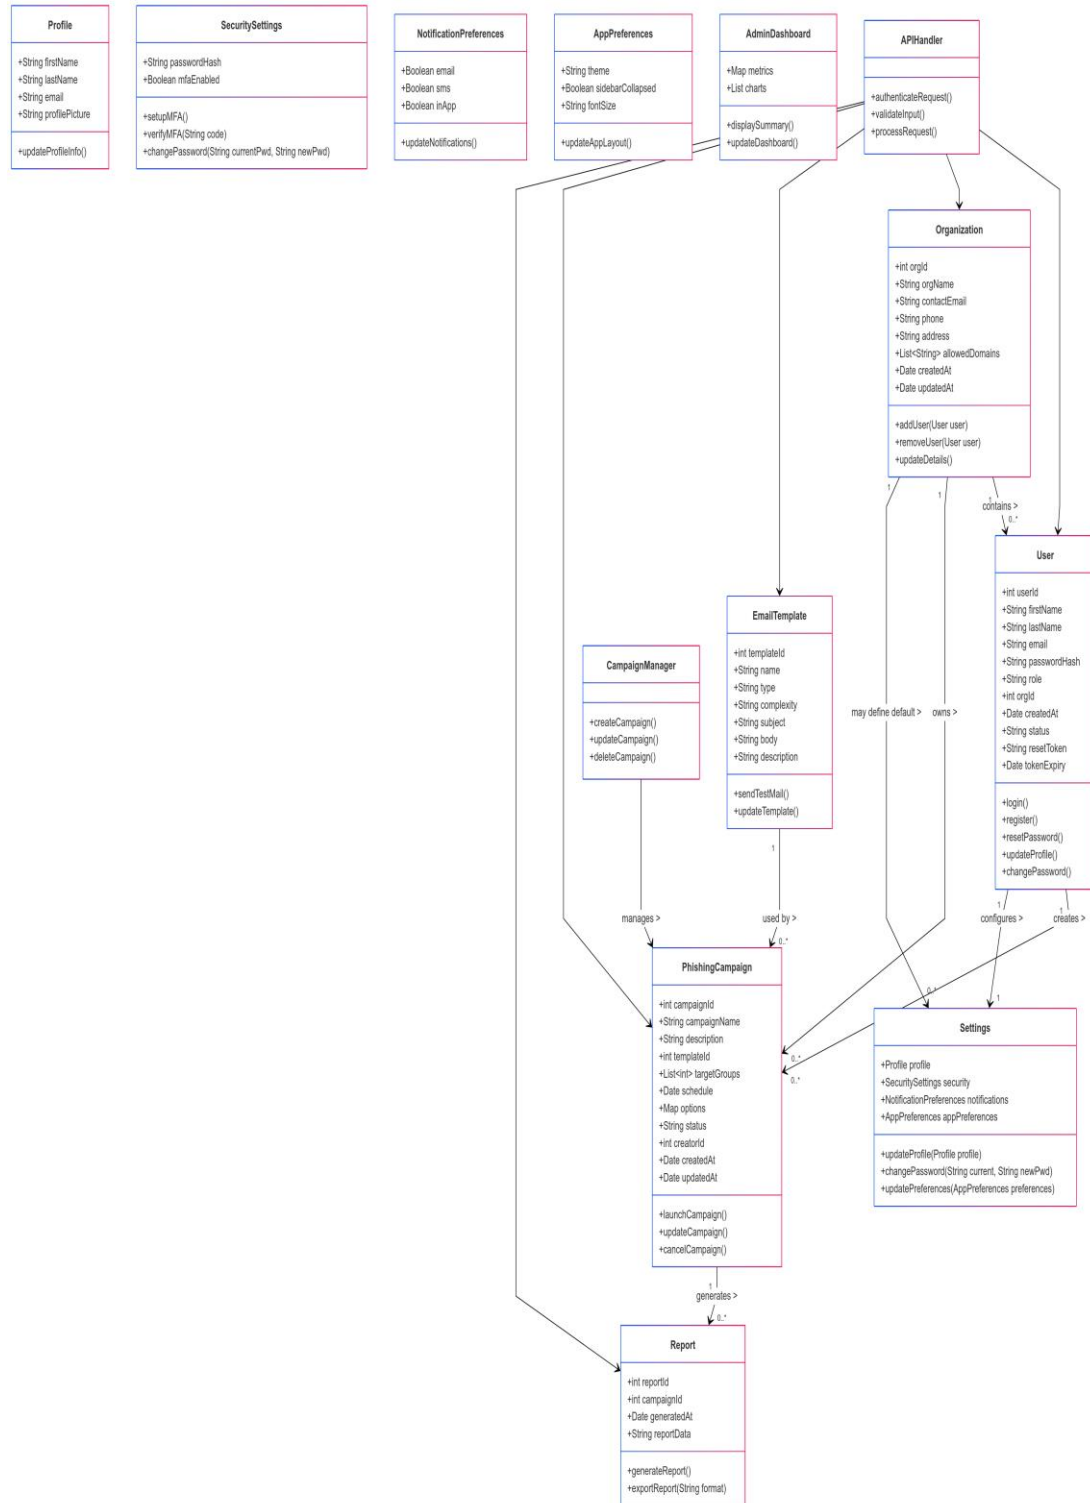 Profile
+String firstName
+String lastName
+String email
+String profilePicture
+updateProfileInfo()
SecuritySettings
+String passwordHash
+Boolean mfaEnabled
+setupMFA()
+verifyMFA(String code)
+changePassword(String currentPwd, String newPwd)
NotificationPreferences
+Boolean email
+Boolean sms
+Boolean inApp
+updateNotifications()
AppPreferences
+String theme
+Boolean sidebarCollapsed
+String fontSize
+updateAppLayout()
AdminDashboard
+Map metrics
+List charts
+displaySummary()
+updateDashboard()
APIHandler
+authenticateRequest()
+validateInput()
+processRequest()
Organization
+int orgId
+String orgName
+String contactEmail
+String phone
+String address
+List<String> allowedDomains
+Date createdAt
+Date updatedAt
+addUser(User user)
+removeUser(User user)
+updateDetails()
1
1
1
contains >
0..*
User
+int userId
+String firstName
+String lastName
+String email
+String passwordHash
+String role
+int orgId
+Date createdAt
+String status
+String resetToken
+Date tokenExpiry
+login()
+register()
+resetPassword()
+updateProfile()
+changePassword()
EmailTemplate
+int templateId
+String name
+String type
+String complexity
+String subject
+String body
+String description
+sendTestMail()
+updateTemplate()
CampaignManager
+createCampaign()
+updateCampaign()
+deleteCampaign()
may define default >
owns >
1
1
1
manages >
used by >
configures >
creates >
0..*
0..*
1
PhishingCampaign
+int campaignId
+String campaignName
+String description
+int templateId
+List<int> targetGroups
+Date schedule
+Map options
+String status
+int creatorId
+Date createdAt
+Date updatedAt
+launchCampaign()
+updateCampaign()
+cancelCampaign()
0..*
0..*
Settings
+Profile profile
+SecuritySettings security
+NotificationPreferences notifications
+AppPreferences appPreferences
+updateProfile(Profile profile)
+changePassword(String current, String newPwd)
+updatePreferences(AppPreferences preferences)
1
generates >
0..*
Report
+int reportId
+int campaignId
+Date generatedAt
+String reportData
+generateReport()
+exportReport(String format)